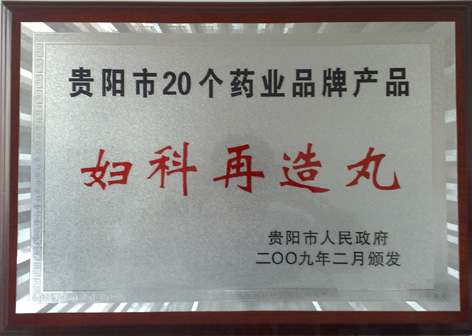 贵阳市20个药业品牌产品
妇科再造丸
贵阳市人民政府
二〇〇九年二月颁发